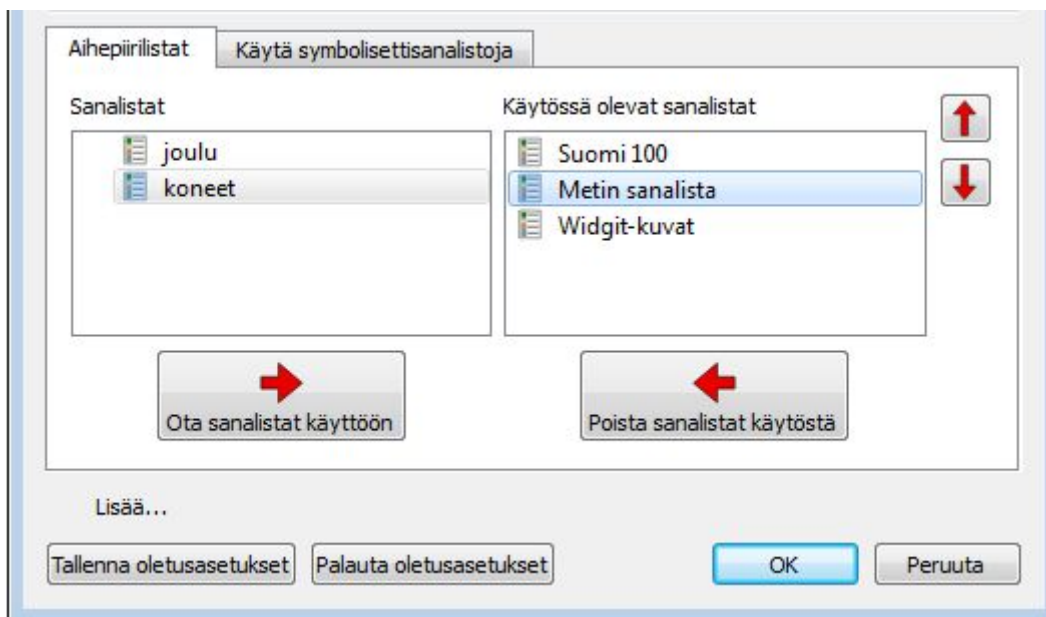 Aihepiirilistat
Käytä symbolisettisanalistoja
Sanalistat
joulu
koneet
Käytössä olevat sanalistat
Suomi 100
Metin sanalista
Widgit-kuvat
Ota sanalistat käyttöön
Poista sanalistat käytöstä
Lisää...
Tallenna oletusasetukset
Palauta oletusasetukset
OK
Peruuta